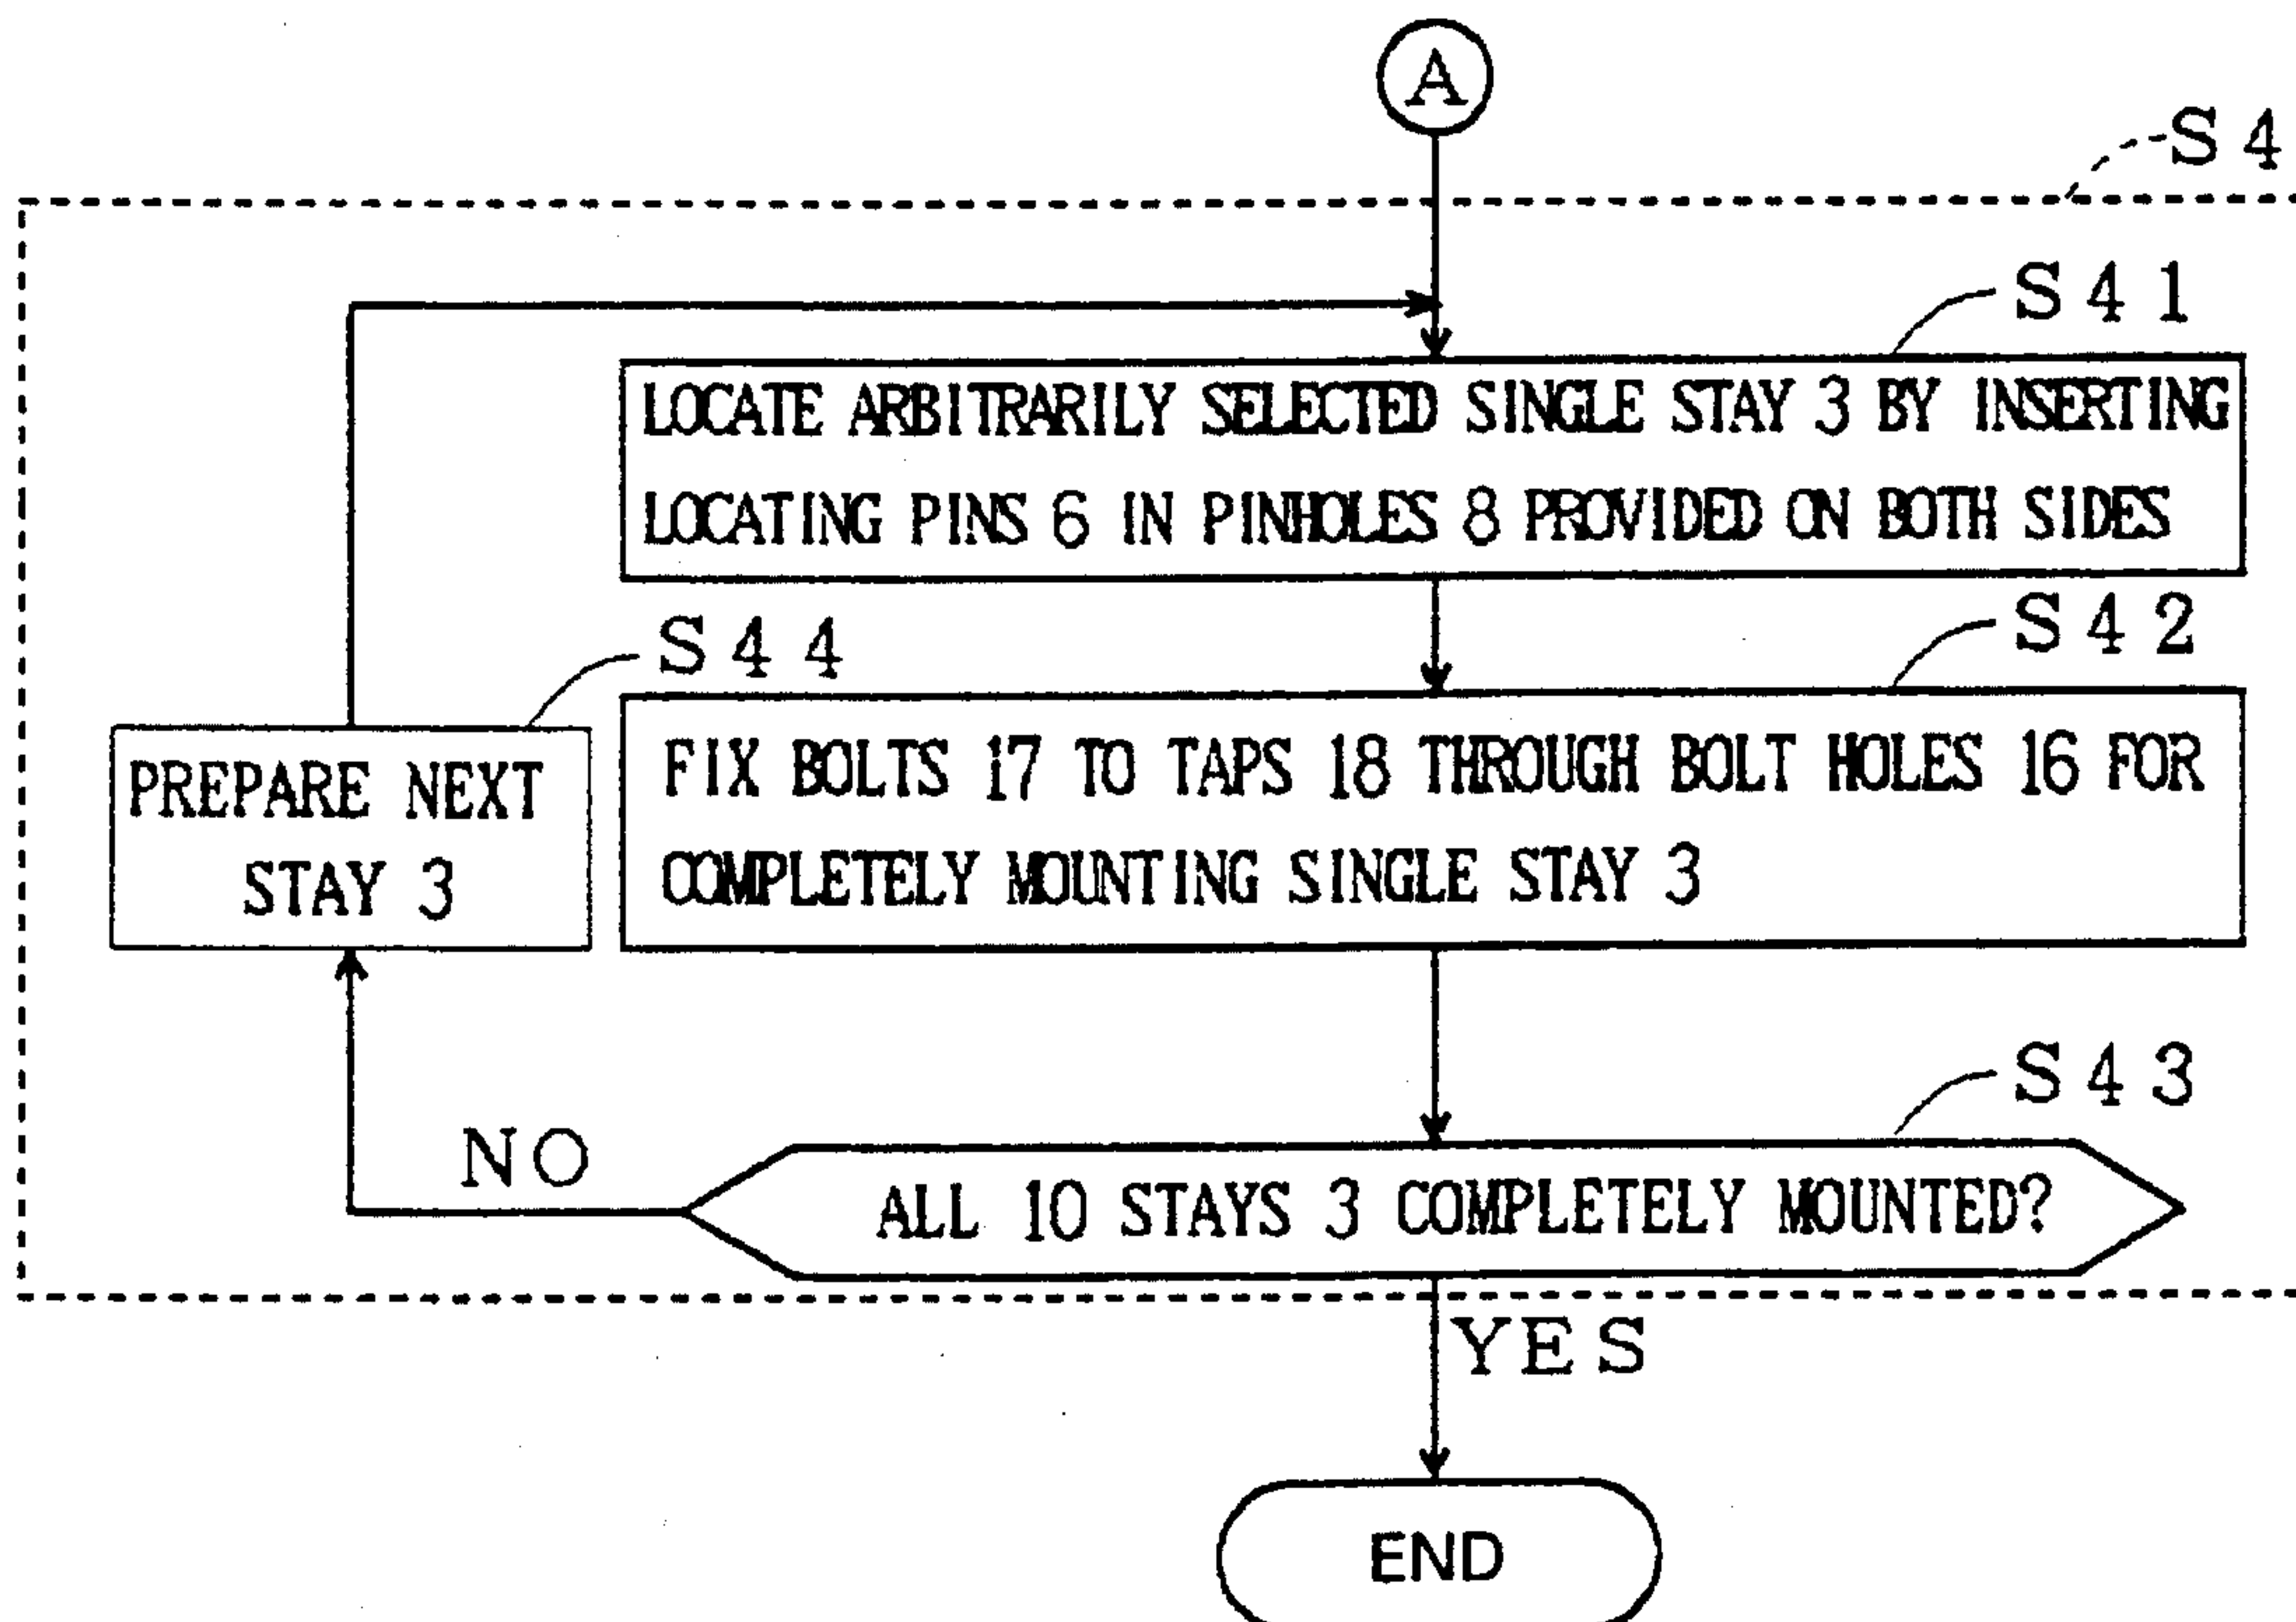 A
S4
S41
LOCATE ARBITRARILY SELECTED SINGLE STAY 3 BY INSERTING
LOCATING PINS 6 IN PINHOLES 8 PROVIDED ON BOTH SIDES
S42
S44
FIX BOLTS 17 TO TAPS 18 THROUGH BOLT HOLES 16 FOR
COMPLETELY MOUNTING SINGLE STAY 3
PREPARE NEXT
STAY 3
S43
NO
ALL 10 STAYS 3 COMPLETELY MOUNTED?
YES
END